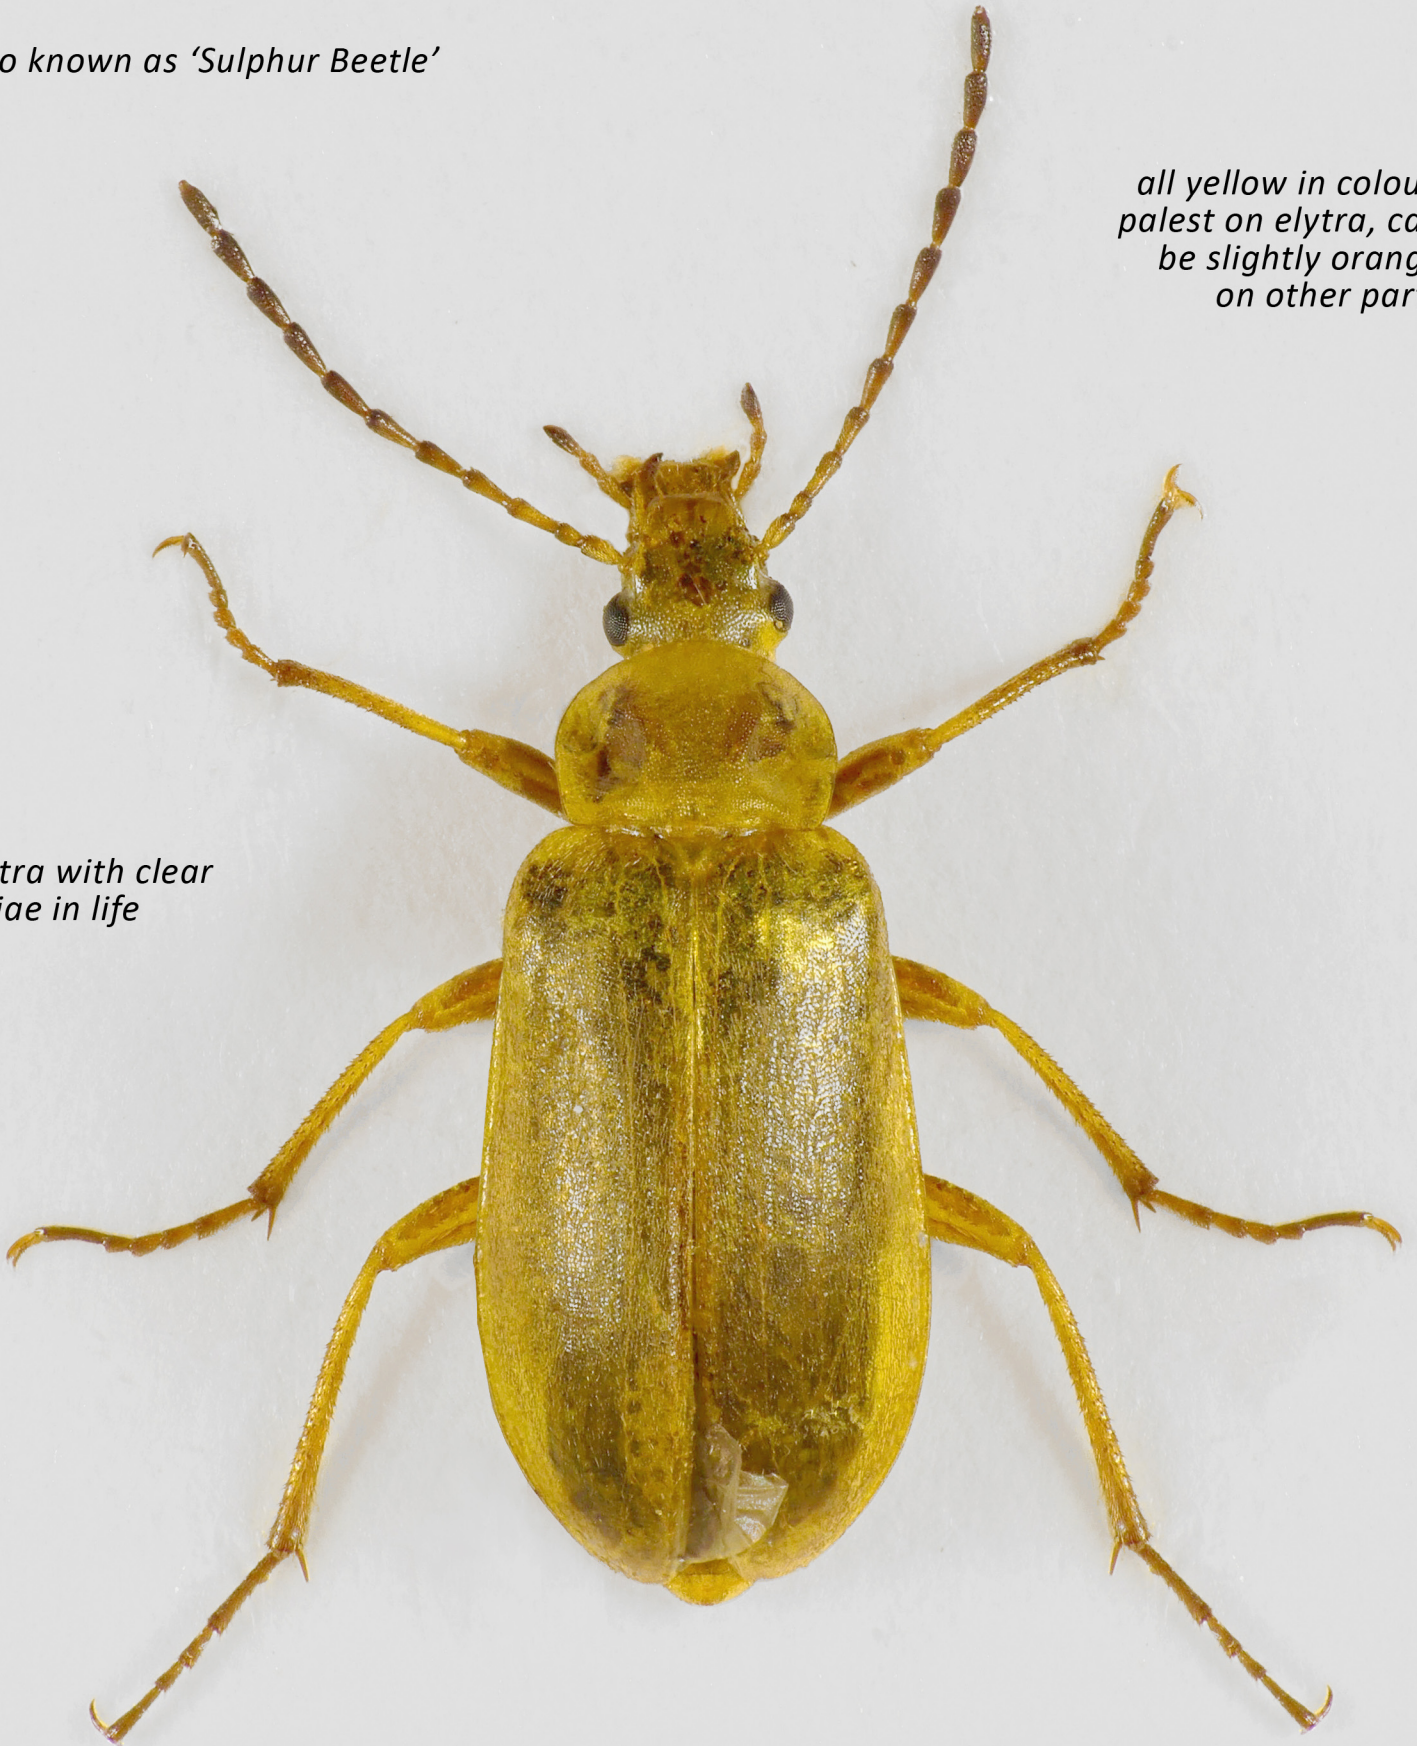 o known as ‘Sulphur Beetle’
all yellow in colou
palest on elytra, ca
be slightly orang
on other par
tra with clear
iae in life